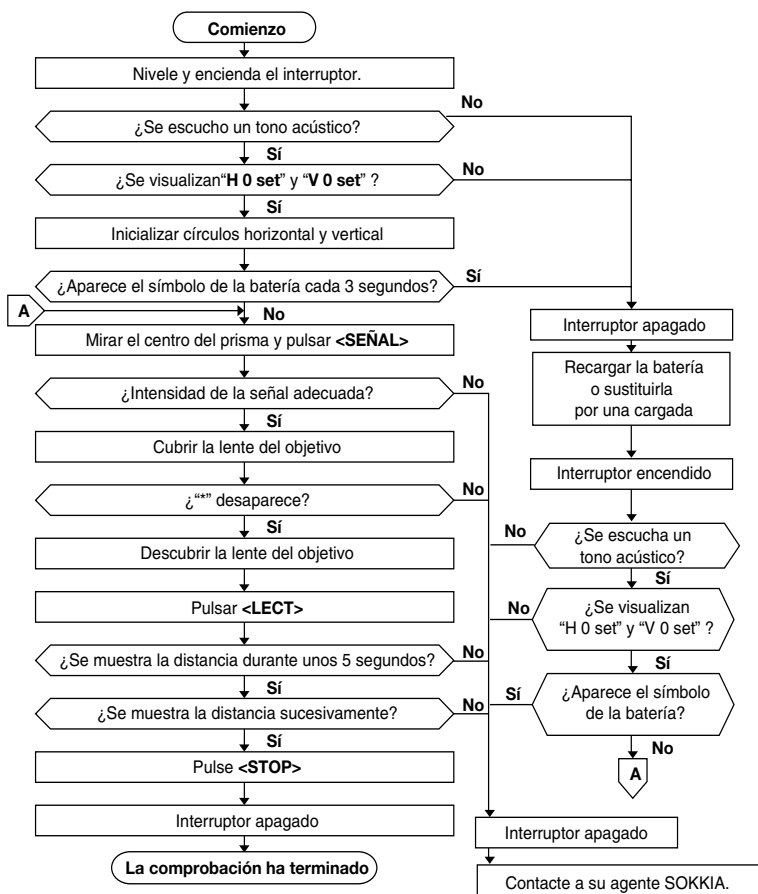 Comienzo
Nivele y encienda el interruptor.
No
¿Se escucho un tono acústico?
Sí
No
¿Se visualizan“H 0 set” y “V 0 set” ?
Sí
Inicializar círculos horizontal y vertical
¿Aparece el símbolo de la batería cada 3 segundos?
Sí
A
No
Mirar el centro del prisma y pulsar <SEÑAL>
¿Intensidad de la señal adecuada?
No
Sí
Cubrir la lente del objetivo
¿“*” desaparece?
No
Sí
Descubrir la lente del objetivo
Pulsar <LECT>
¿Se muestra la distancia durante unos 5 segundos?
No
Sí
¿Se muestra la distancia sucesivamente?
No
Sí
Pulse <STOP>
Interruptor apagado
La comprobación ha terminado
Interruptor apagado
Recargar la batería
o sustituirla
por una cargada
Interruptor encendido
No
¿Se escucha un
tono acústico?
Sí
No
¿Se visualizan
“H 0 set” y “V 0 set” ?
Sí
Sí
¿Aparece el símbolo
de la batería?
No
A
Interruptor apagado
Contacte a su agente SOKKIA.